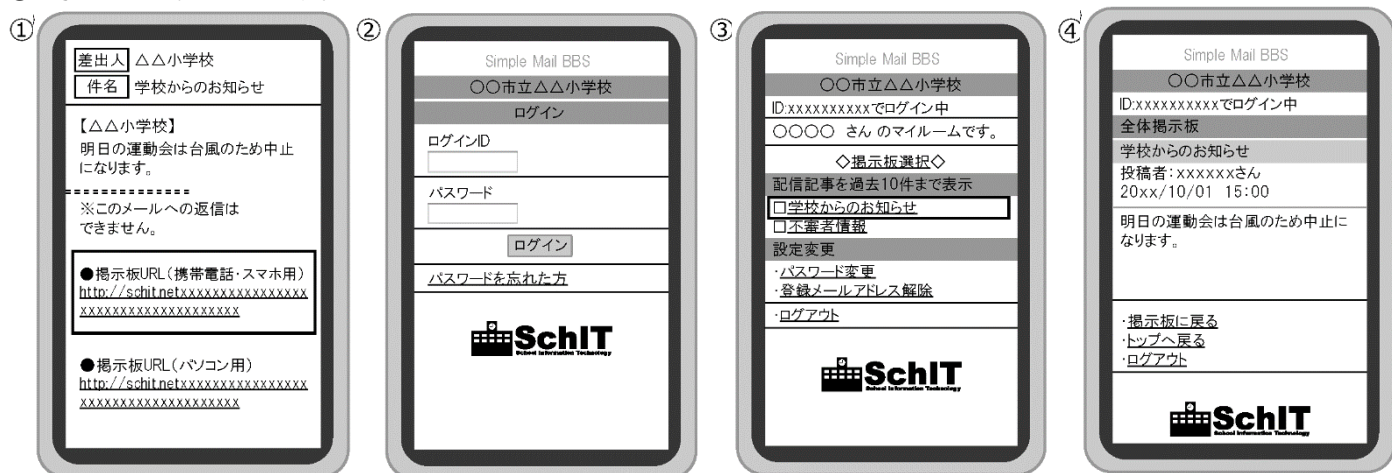 ①
差出人 △△小学校
件名 学校からのお知らせ
【△△小学校】
明日の運動会は台風のため中止
になります。
※このメールへの返信は
できません。
●掲示板URL(携帯電話・スマホ用)
http://schit.netxxxxxxxxxxxxxxxx
xxxxxxxxxxxxxxxxxxxx
●掲示板URL(パソコン用)
http://schit.netxxxxxxxxxxxxxxxx
xxxxxxxxxxxxxxxxxxxx
②
Simple Mail BBS
○○市立△△小学校
ログイン
ログインID
パスワード
ログイン
パスワードを忘れた方
SchIT
School Information Technology
③
Simple Mail BBS
○○市立△△小学校
ID:xxxxxxxxxxでログイン中
○○○○ さん のマイルームです。
◇掲示板選択◇
配信記事を過去10件まで表示
□学校からのお知らせ
□不審者情報
設定変更
・パスワード変更
・登録メールアドレス解除
・ログアウト
SchIT
School Information Technology
④
Simple Mail BBS
○○市立△△小学校
ID:xxxxxxxxxxでログイン中
全体掲示板
学校からのお知らせ
投稿者:xxxxxxさん
20xx/10/01 15:00
明日の運動会は台風のため中止に
なります。
・掲示板に戻る
・トップへ戻る
・ログアウト
SchIT
School Information Technology